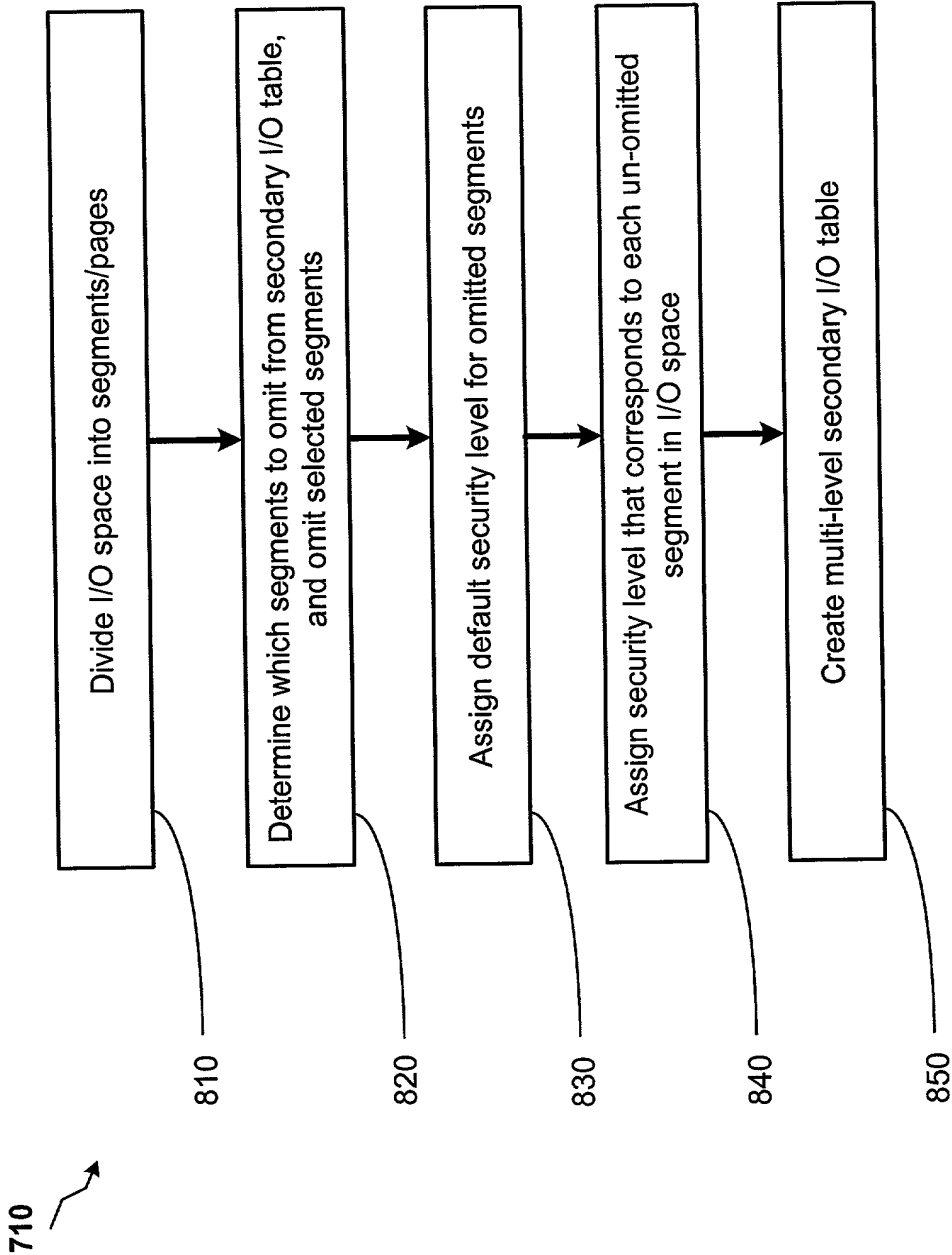 710
Divide I/O space into segments/pages
810
Determine which segments to omit from secondary I/O table,
and omit selected segments
820
Assign default security level for omitted segments
830
Assign security level that corresponds to each un-omitted
segment in I/O space
840
Create multi-level secondary I/O table
850